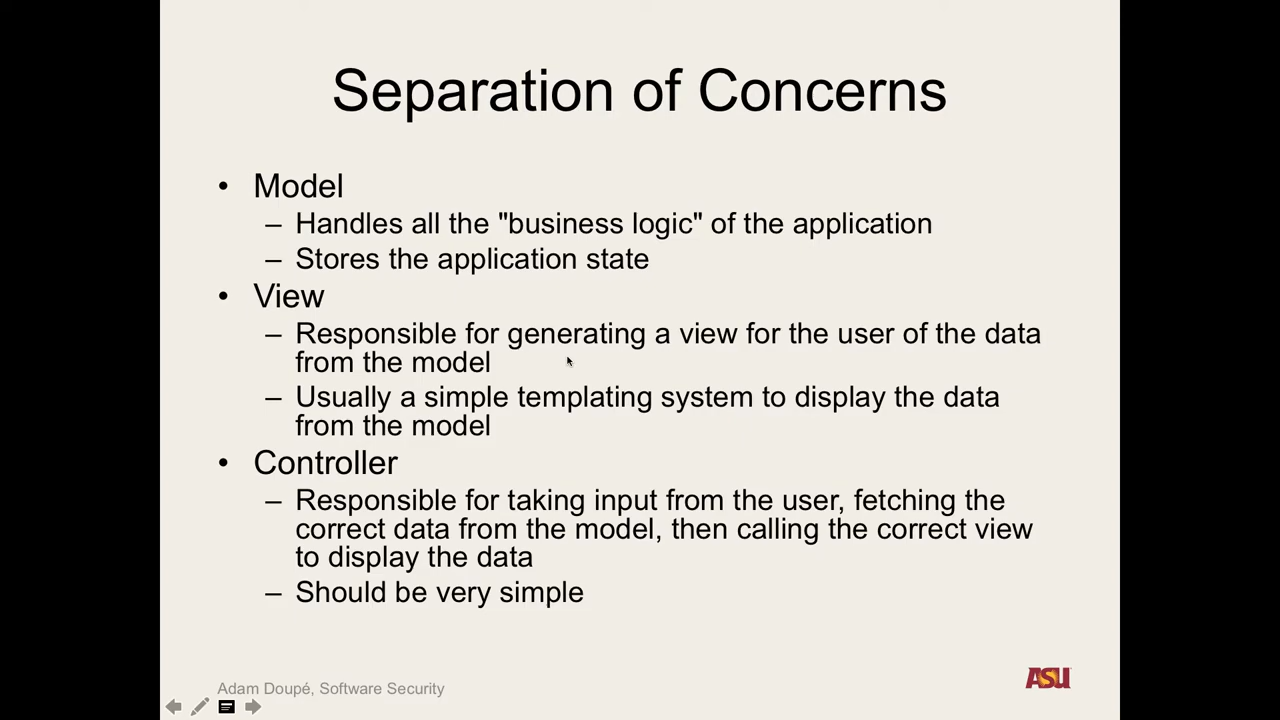 Separation of Concerns
• Model
– Handles all the "business logic" of the application
– Stores the application state
• View
– Responsible for generating a view for the user of the data
from the model
– Usually a simple templating system to display the data
from the model
• Controller
– Responsible for taking input from the user, fetching the
correct data from the model, then calling the correct view
to display the data
– Should be very simple
Adam Doupé, Software Security
ASU